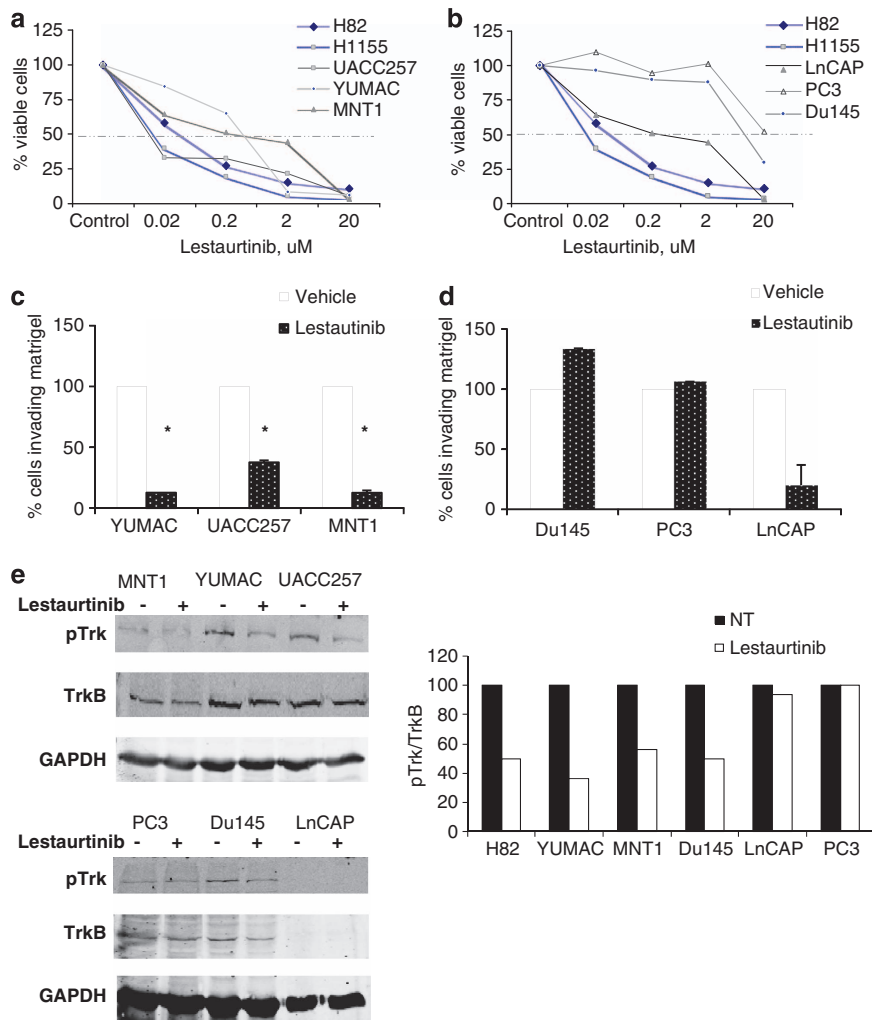 a
H82
H1155
UACC257
YUMAC
MNT1
% viable cells
125
100
75
50
25
0
Control 0.02 0.2 2 20
Lestaurtinib, uM
b
H82
H1155
LnCAP
PC3
Du145
% viable cells
125
100
75
50
25
0
Control 0.02 0.2 2 20
Lestaurtinib, uM
c
Vehicle
Lestautinib
% cells invading matrigel
150
100
50
0
* * *
YUMAC UACC257 MNT1
d
Vehicle
Lestautinib
% cells invading matrigel
150
100
50
0
Du145 PC3 LnCAP
e
MNT1 YUMAC UACC257
Lestaurtinib - + - + - +
pTrk
TrkB
GAPDH
PC3 Du145 LnCAP
Lestaurtinib - + - + - +
pTrk
TrkB
GAPDH
NT
Lestaurtinib
pTrk/TrkB
120
100
80
60
40
20
0
H82 YUMAC MNT1 Du145 LnCAP PC3